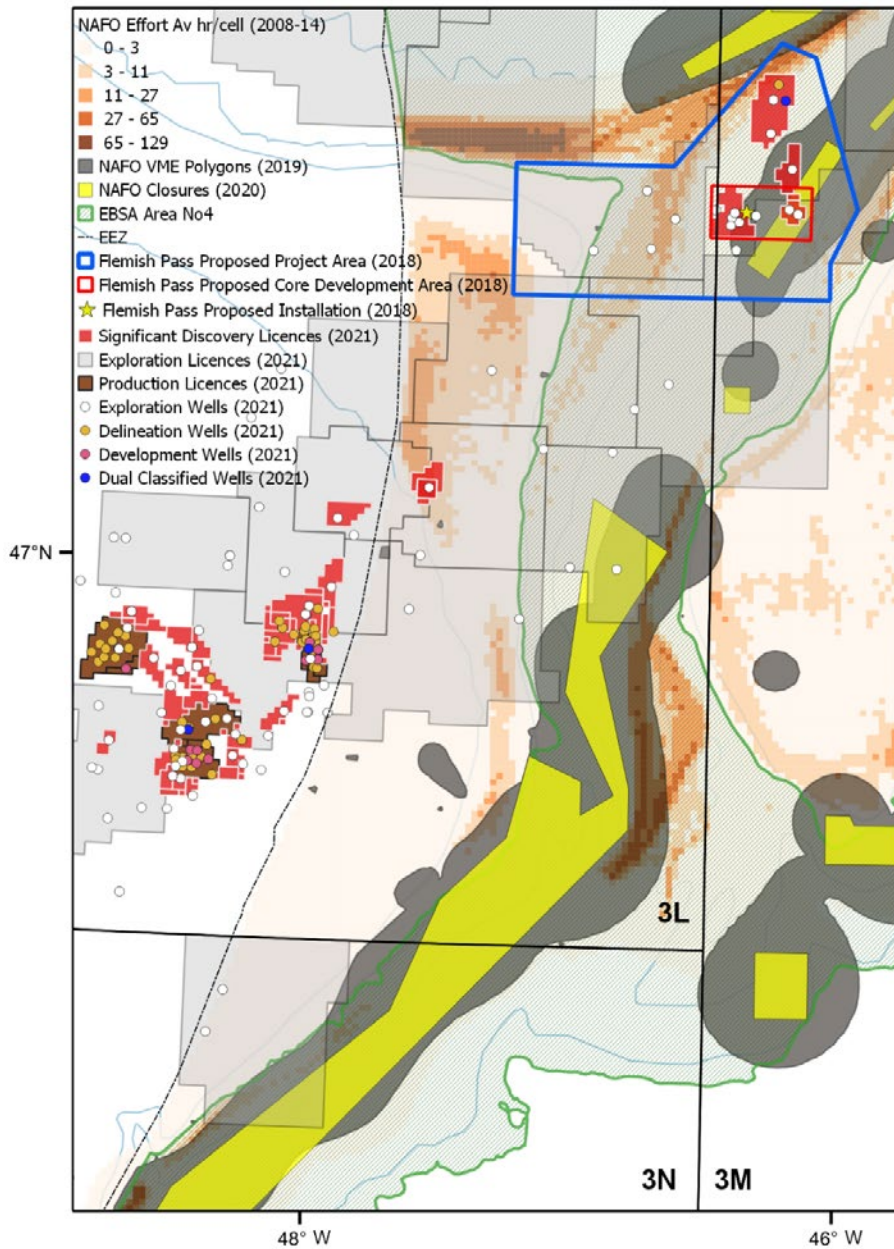 NAFO Effort Av hr/cell (2008-14)
0 - 3
3 - 11
11 - 27
27 - 65
65 - 129
NAFO VME Polygons (2019)
NAFO Closures (2020)
EBSA Area No4
EEZ
Flemish Pass Proposed Project Area (2018)
Flemish Pass Proposed Core Development Area (2018)
Flemish Pass Proposed Installation (2018)
Significant Discovery Licences (2021)
Exploration Licences (2021)
Production Licences (2021)
Exploration Wells (2021)
Delineation Wells (2021)
Development Wells (2021)
Dual Classified Wells (2021)
47°N
3L
3N 3M
48° W 46° W